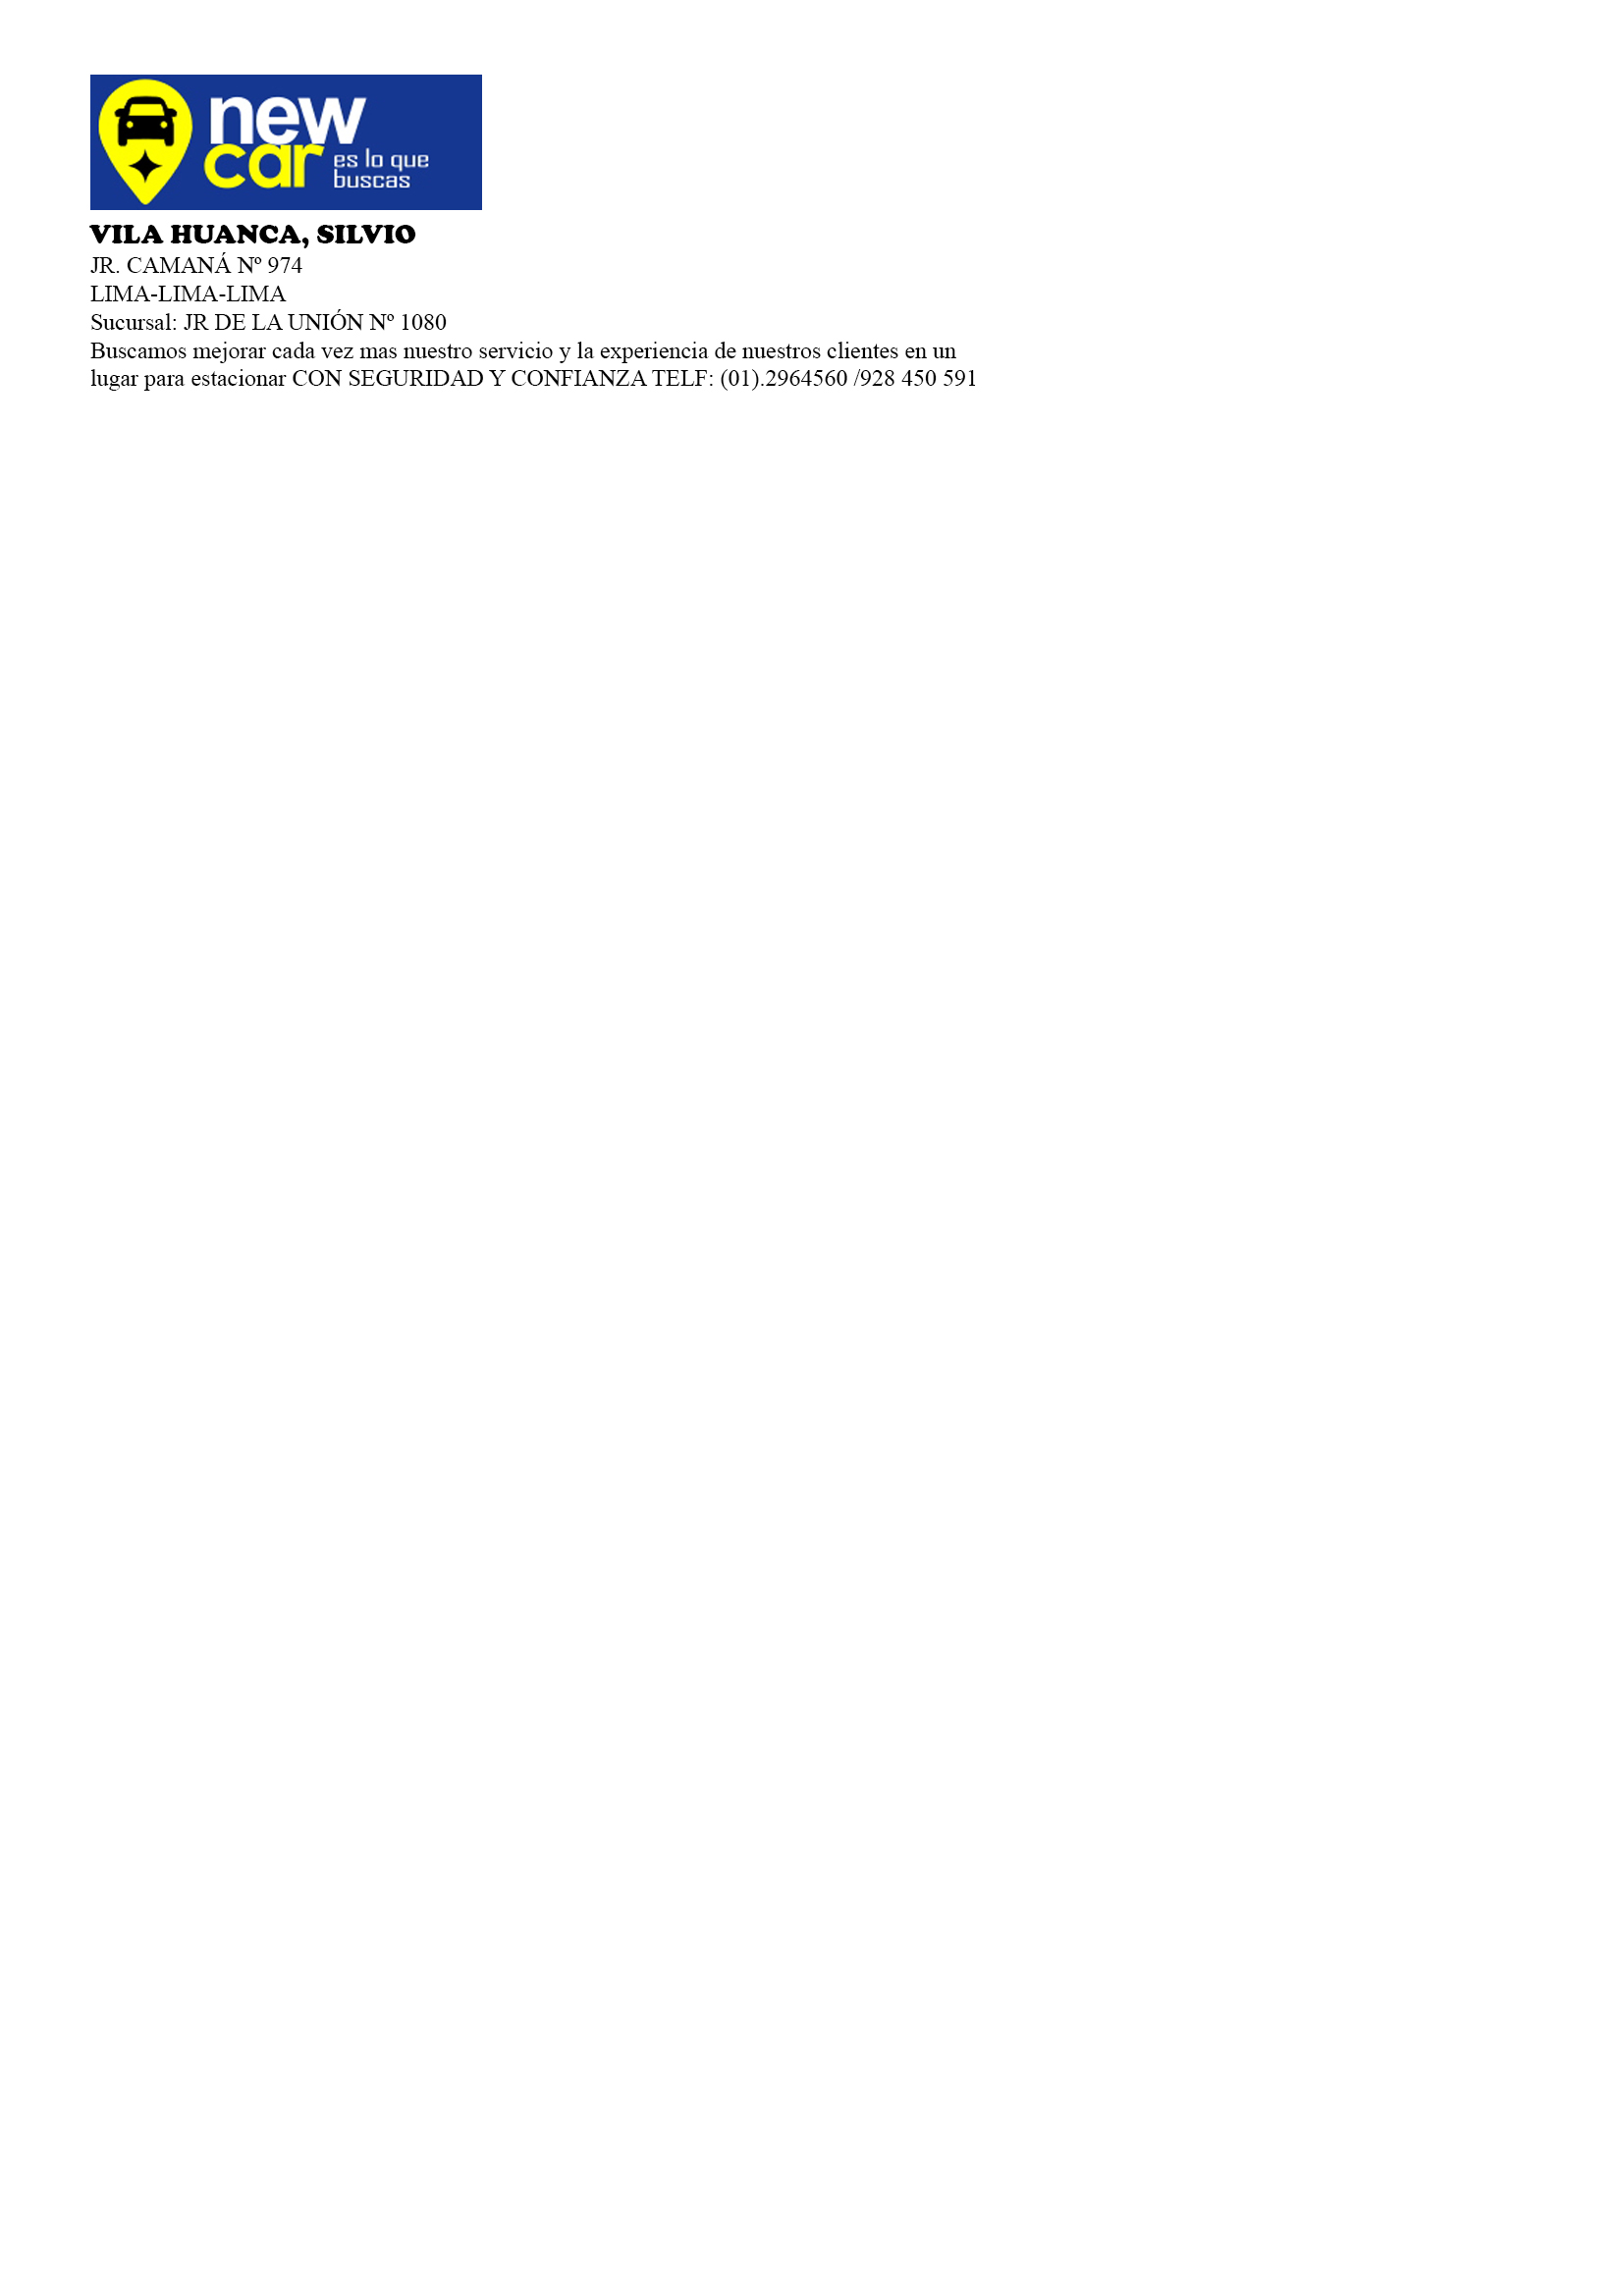 new
car es lo que
buscas
VILA HUANCA, SILVIO
JR. CAMANÁ Nº 974
LIMA-LIMA-LIMA
Sucursal: JR DE LA UNIÓN Nº 1080
Buscamos mejorar cada vez mas nuestro servicio y la experiencia de nuestros clientes en un
lugar para estacionar CON SEGURIDAD Y CONFIANZA TELF: (01).2964560 /928 450 591